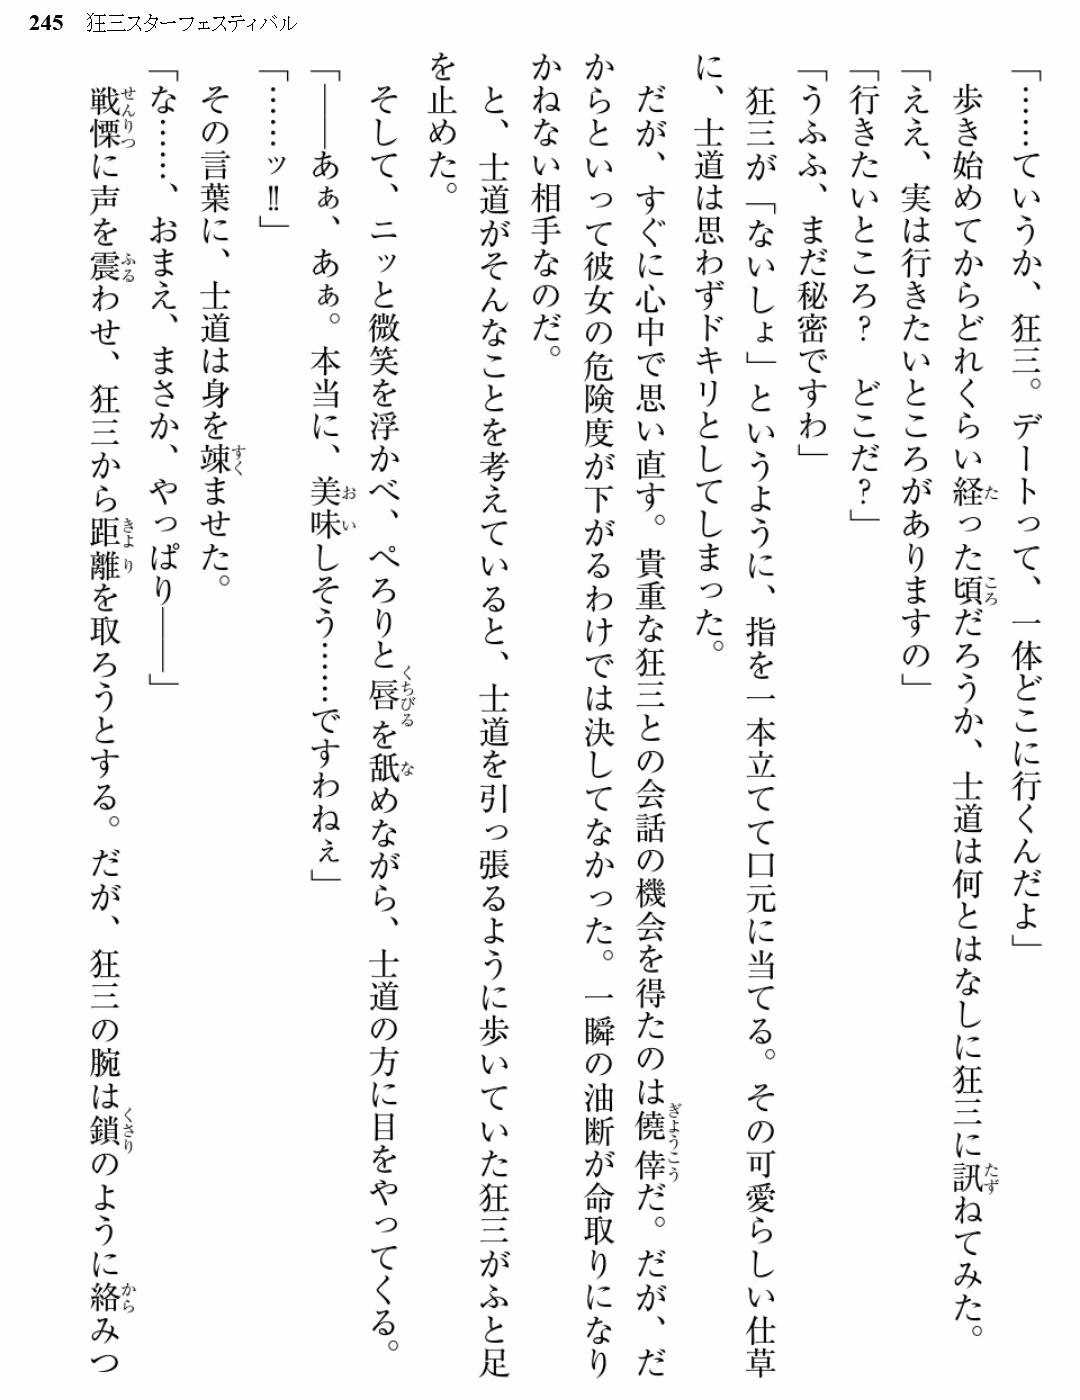 245 狂三スターフェスティバル
「……ていうか、狂三。デートって、一体どこに行くんだよ」
歩き始めてからどれくらい経った頃だろうか、士道は何とはなしに狂三に訊ねてみた。
「ええ、実は行きたいところがありますの」
「行きたいところ？　どこだ？」
「うふふ、まだ秘密ですわ」
狂三が「ないしょ」というように、指を一本立てて口元に当てる。その可愛らしい仕草
に、士道は思わずドキリとしてしまった。
だが、すぐに心中で思い直す。貴重な狂三との会話の機会を得たのは僥倖だ。だが、だ
からといって彼女の危険度が下がるわけでは決してなかった。一瞬の油断が命取りになり
かねない相手なのだ。
と、士道がそんなことを考えていると、士道を引っ張るように歩いていた狂三がふと足
を止めた。
そして、ニッと微笑を浮かべ、ぺろりと唇を舐めながら、士道の方に目をやってくる。
「――あぁ、あぁ。本当に、美味しそう……ですわねぇ」
「……ッ‼」
その言葉に、士道は身を竦ませた。
「な……、おまえ、まさか、やっぱり――」
戦慄に声を震わせ、狂三から距離を取ろうとする。だが、狂三の腕は鎖のように絡みつ